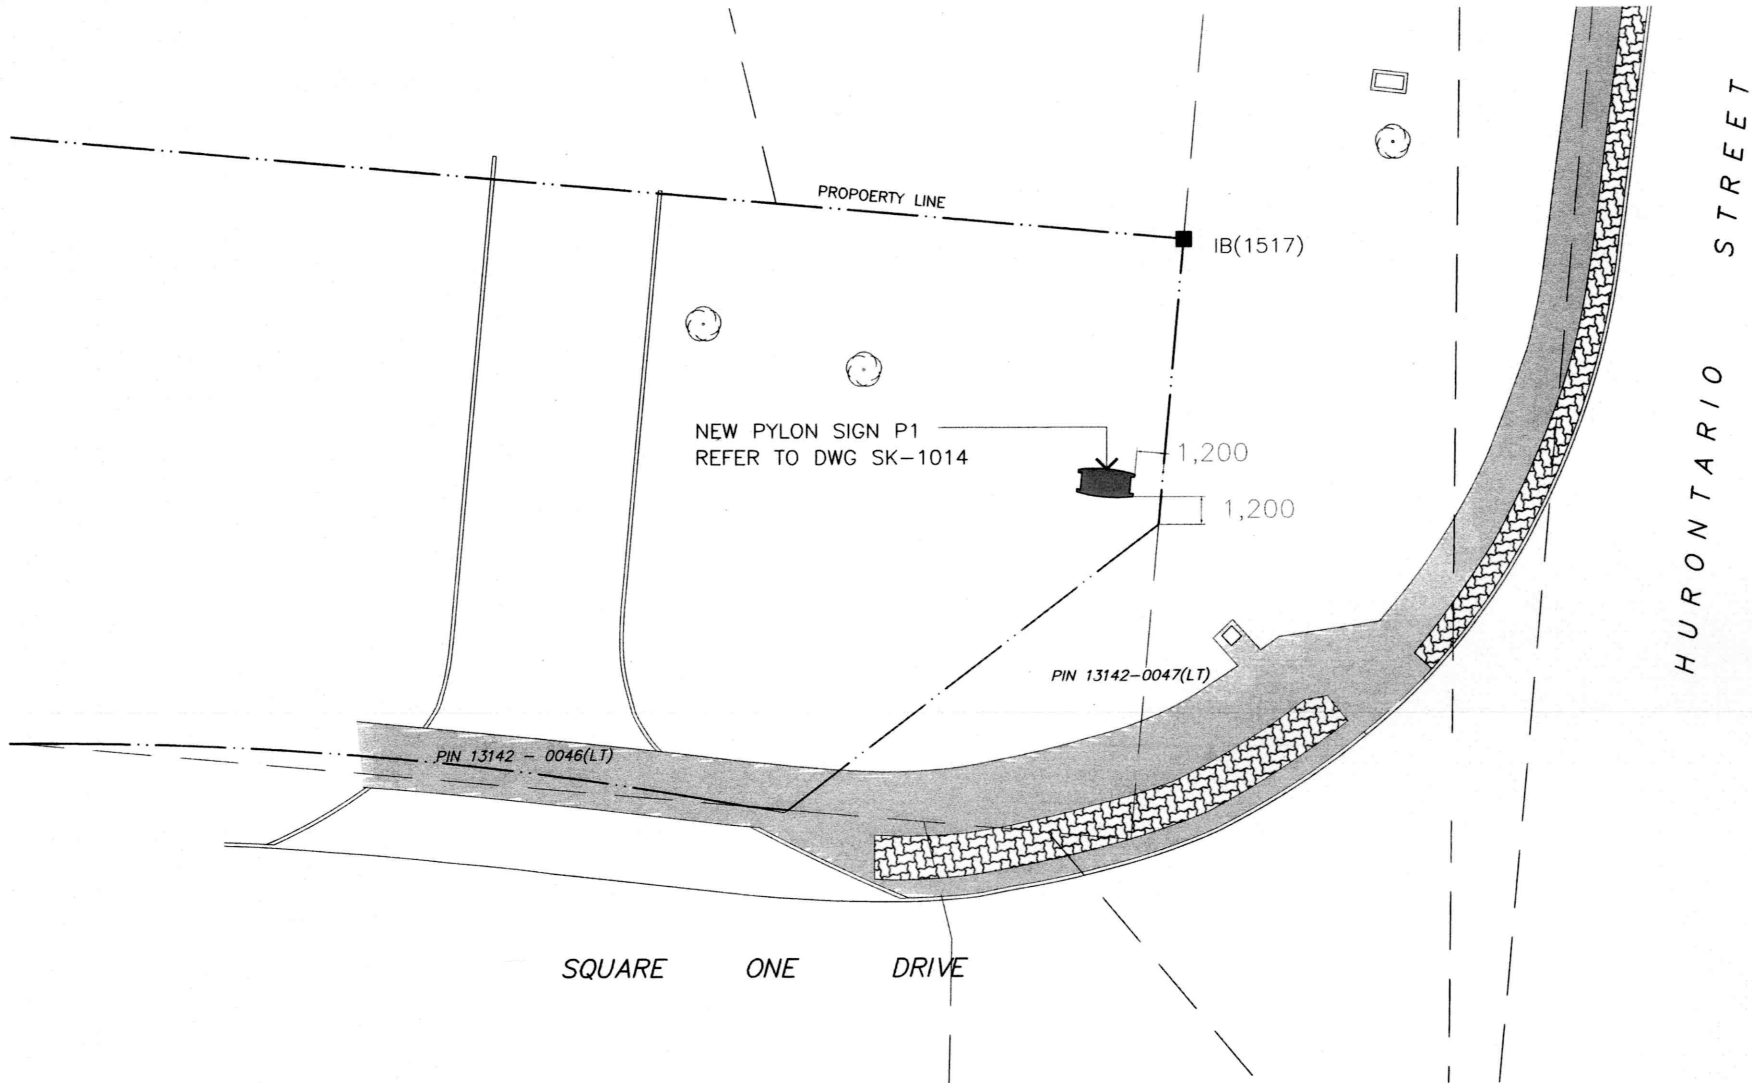 PROPOERTY LINE
IB(1517)
HURONTARIO STREET
NEW PYLON SIGN P1
REFER TO DWG SK-1014
1,200
1,200
PIN 13142-0047(LT)
PIN 13142 - 0046(LT)
SQUARE ONE DRIVE